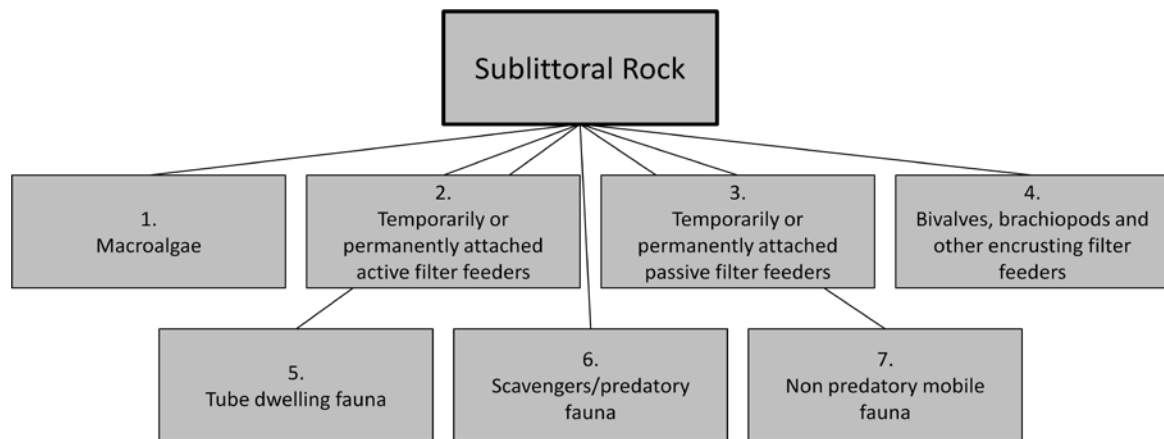 Sublittoral Rock
1.
Macroalgae
2.
Temporarily or
permanently attached
active filter feeders
3.
Temporarily or
permanently attached
passive filter feeders
4.
Bivalves, brachiopods and
other encrusting filter
feeders
5.
Tube dwelling fauna
6.
Scavengers/predatory
fauna
7.
Non predatory mobile
fauna